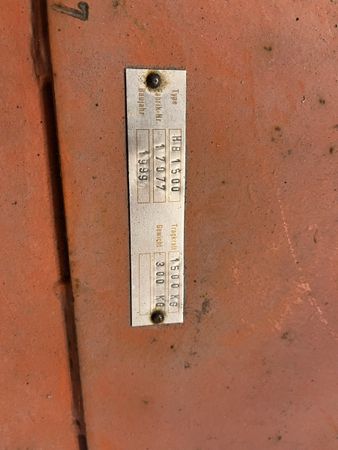 Type HB 1500 Tragkraft 1500 KG
Fabrik-Nr. 17077 Gewicht 300 KG
Baujahr 1999